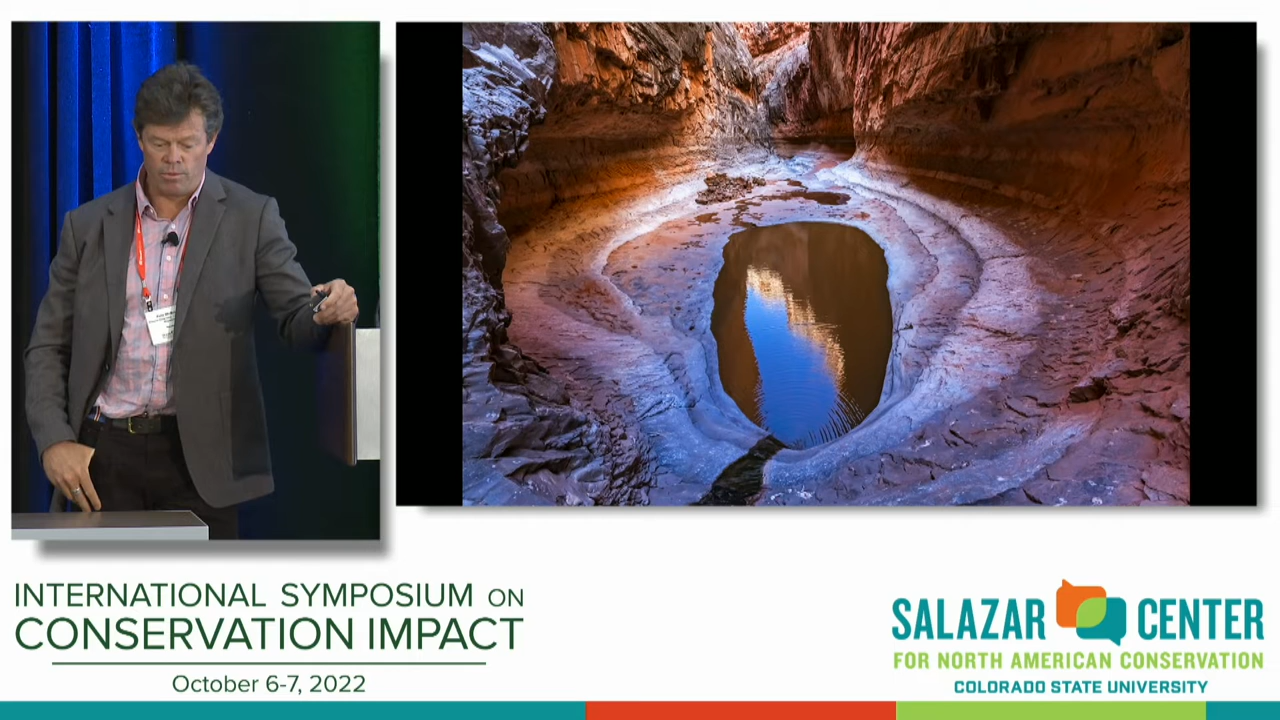 INTERNATIONAL SYMPOSIUM ON
CONSERVATION IMPACT
October 6-7, 2022
SALAZAR CENTER
FOR NORTH AMERICAN CONSERVATION
COLORADO STATE UNIVERSITY